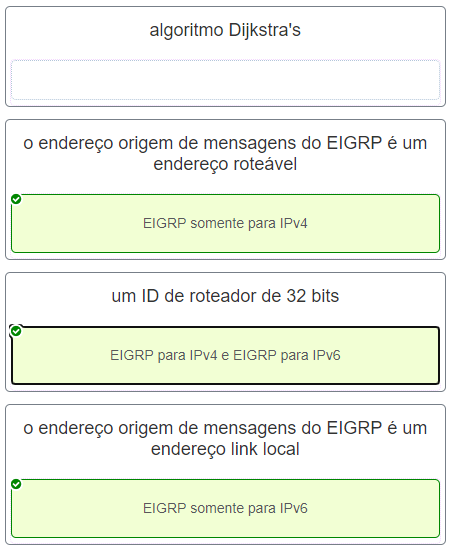 algoritmo Dijkstra's
o endereço origem de mensagens do EIGRP é um
endereço roteável
EIGRP somente para IPv4
um ID de roteador de 32 bits
EIGRP para IPv4 e EIGRP para IPv6
o endereço origem de mensagens do EIGRP é um
endereço link local
EIGRP somente para IPv6